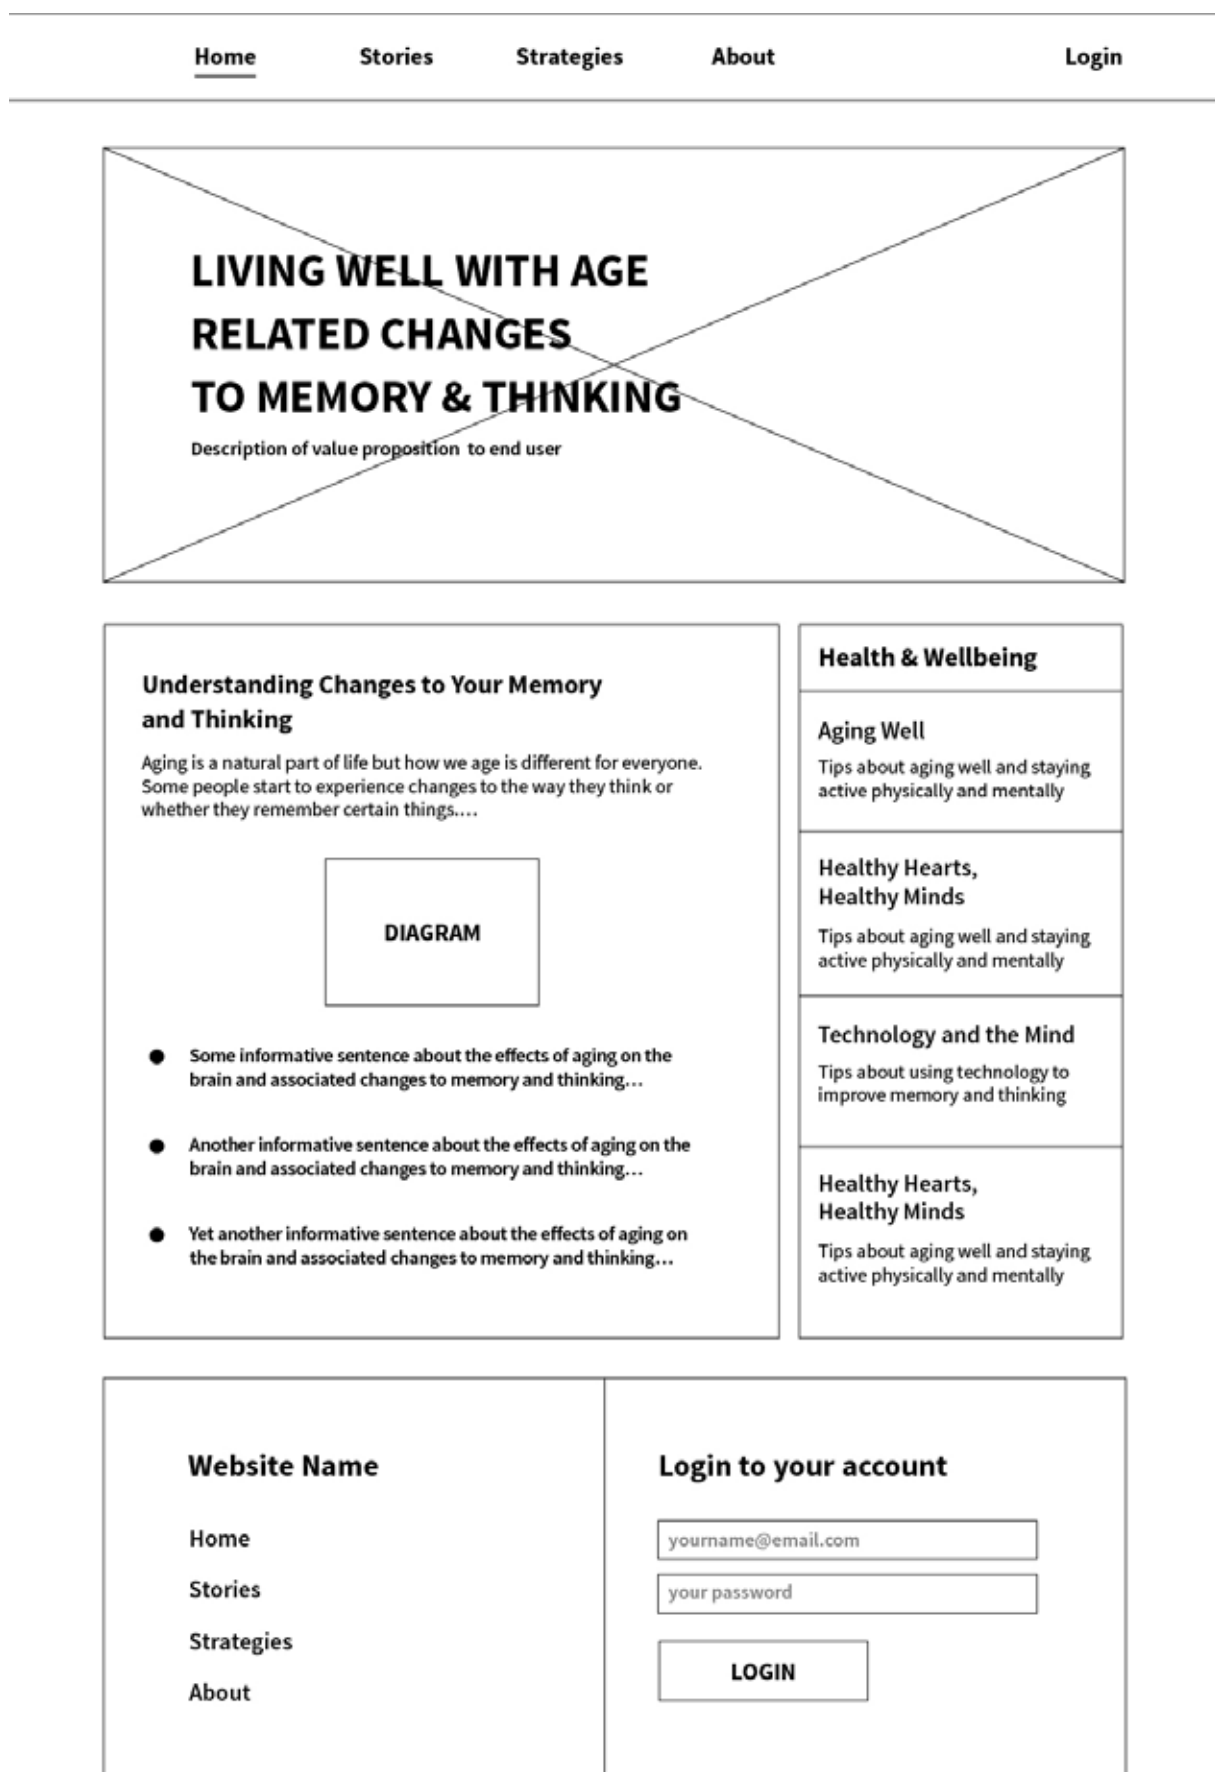 Home Stories Strategies About Login
LIVING WELL WITH AGE
RELATED CHANGES
TO MEMORY & THINKING
Description of value proposition to end user
Understanding Changes to Your Memory
and Thinking
Aging is a natural part of life but how we age is different for everyone.
Some people start to experience changes to the way they think or
whether they remember certain things....
DIAGRAM
Some informative sentence about the effects of aging on the
brain and associated changes to memory and thinking...
Another informative sentence about the effects of aging on the
brain and associated changes to memory and thinking...
Yet another informative sentence about the effects of aging on
the brain and associated changes to memory and thinking...
Health & Wellbeing
Aging Well
Tips about aging well and staying
active physically and mentally
Healthy Hearts,
Healthy Minds
Tips about aging well and staying
active physically and mentally
Technology and the Mind
Tips about using technology to
improve memory and thinking
Healthy Hearts,
Healthy Minds
Tips about aging well and staying
active physically and mentally
Website Name
Home
Stories
Strategies
About
Login to your account
yourname@email.com
your password
LOGIN